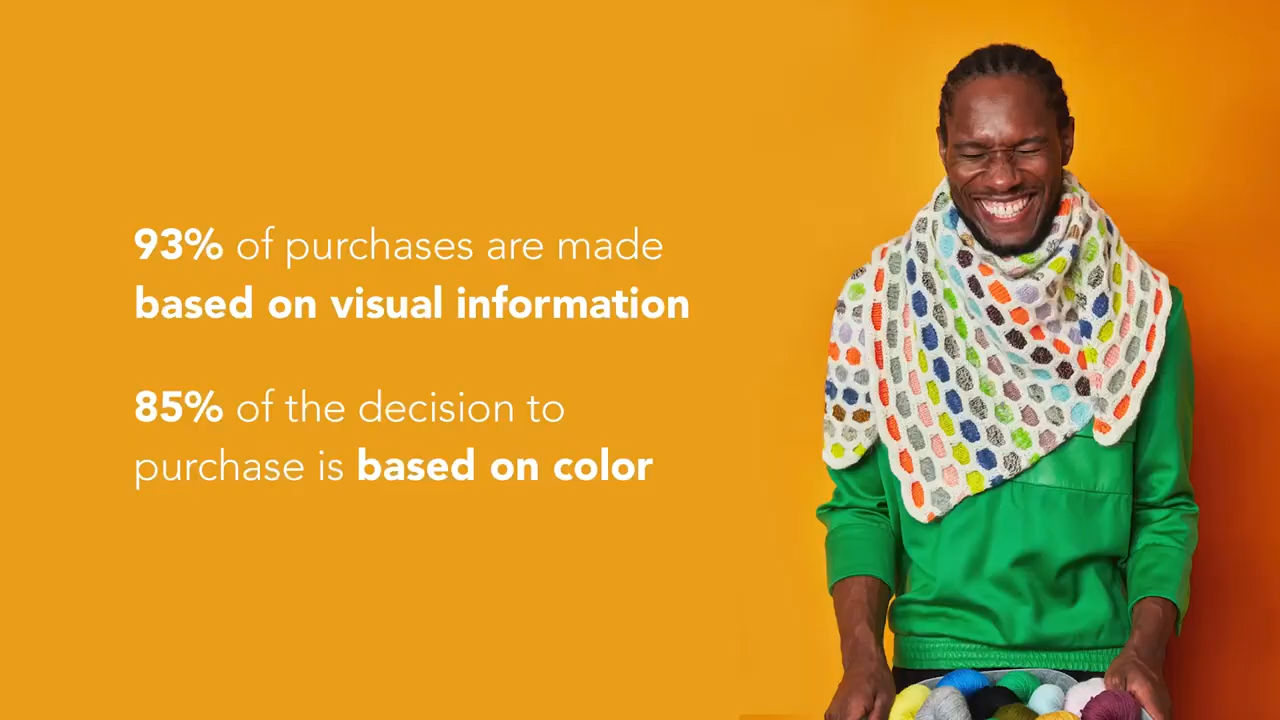 93% of purchases are made
based on visual information
85% of the decision to
purchase is based on color